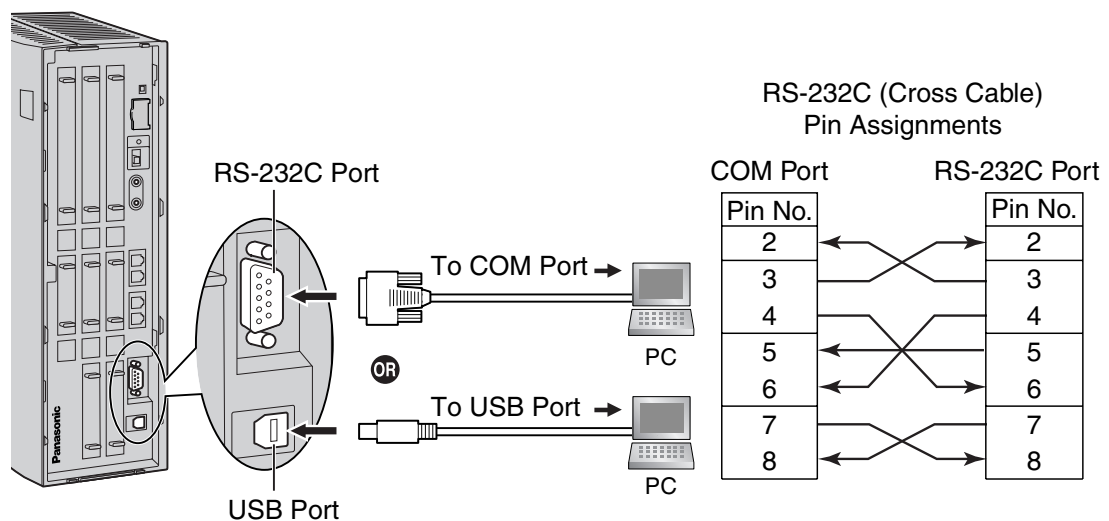 RS-232C (Cross Cable)
Pin Assignments
COM Port RS-232C Port
Pin No. Pin No.
2 2
3 3
4 4
5 5
6 6
7 7
8 8
RS-232C Port
To COM Port
PC
OR
To USB Port
PC
USB Port
Panasonic